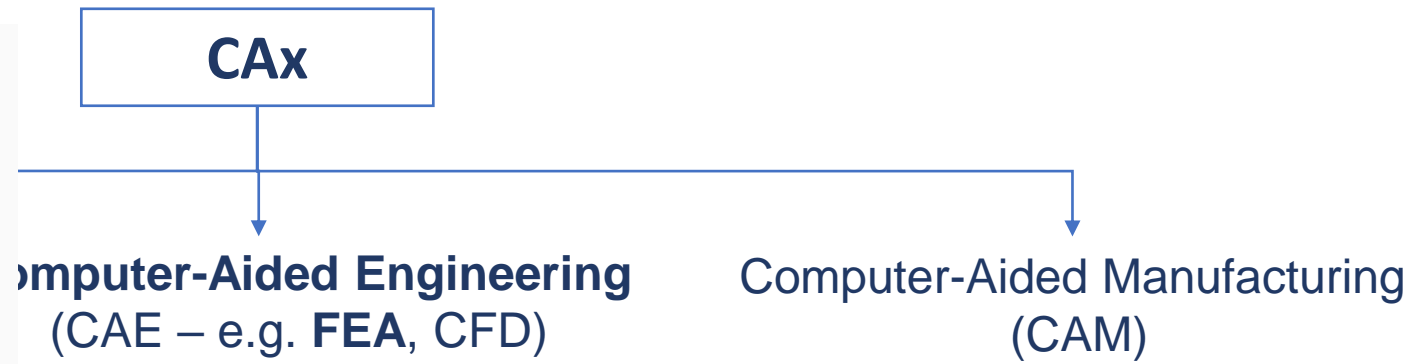 CAx
omputer-Aided Engineering
(CAE – e.g. FEA, CFD)
Computer-Aided Manufacturing
(CAM)